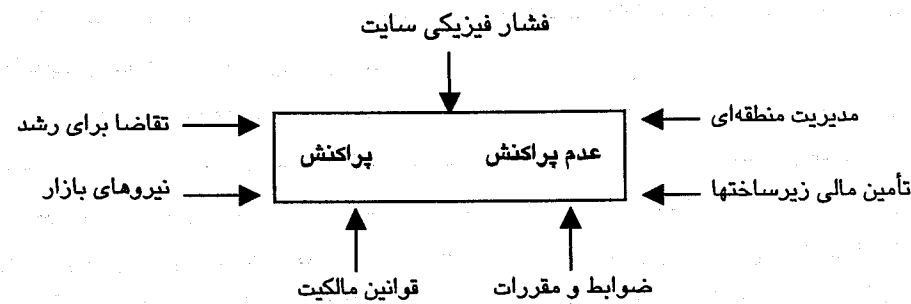 فشار فیزیکی سایت
مدیریت منطقه‌ای
تقاضا برای رشد
عدم پراکنش
پراکنش
تأمین مالی زیرساختها
نیروهای بازار
ضوابط و مقررات
قوانین مالکیت